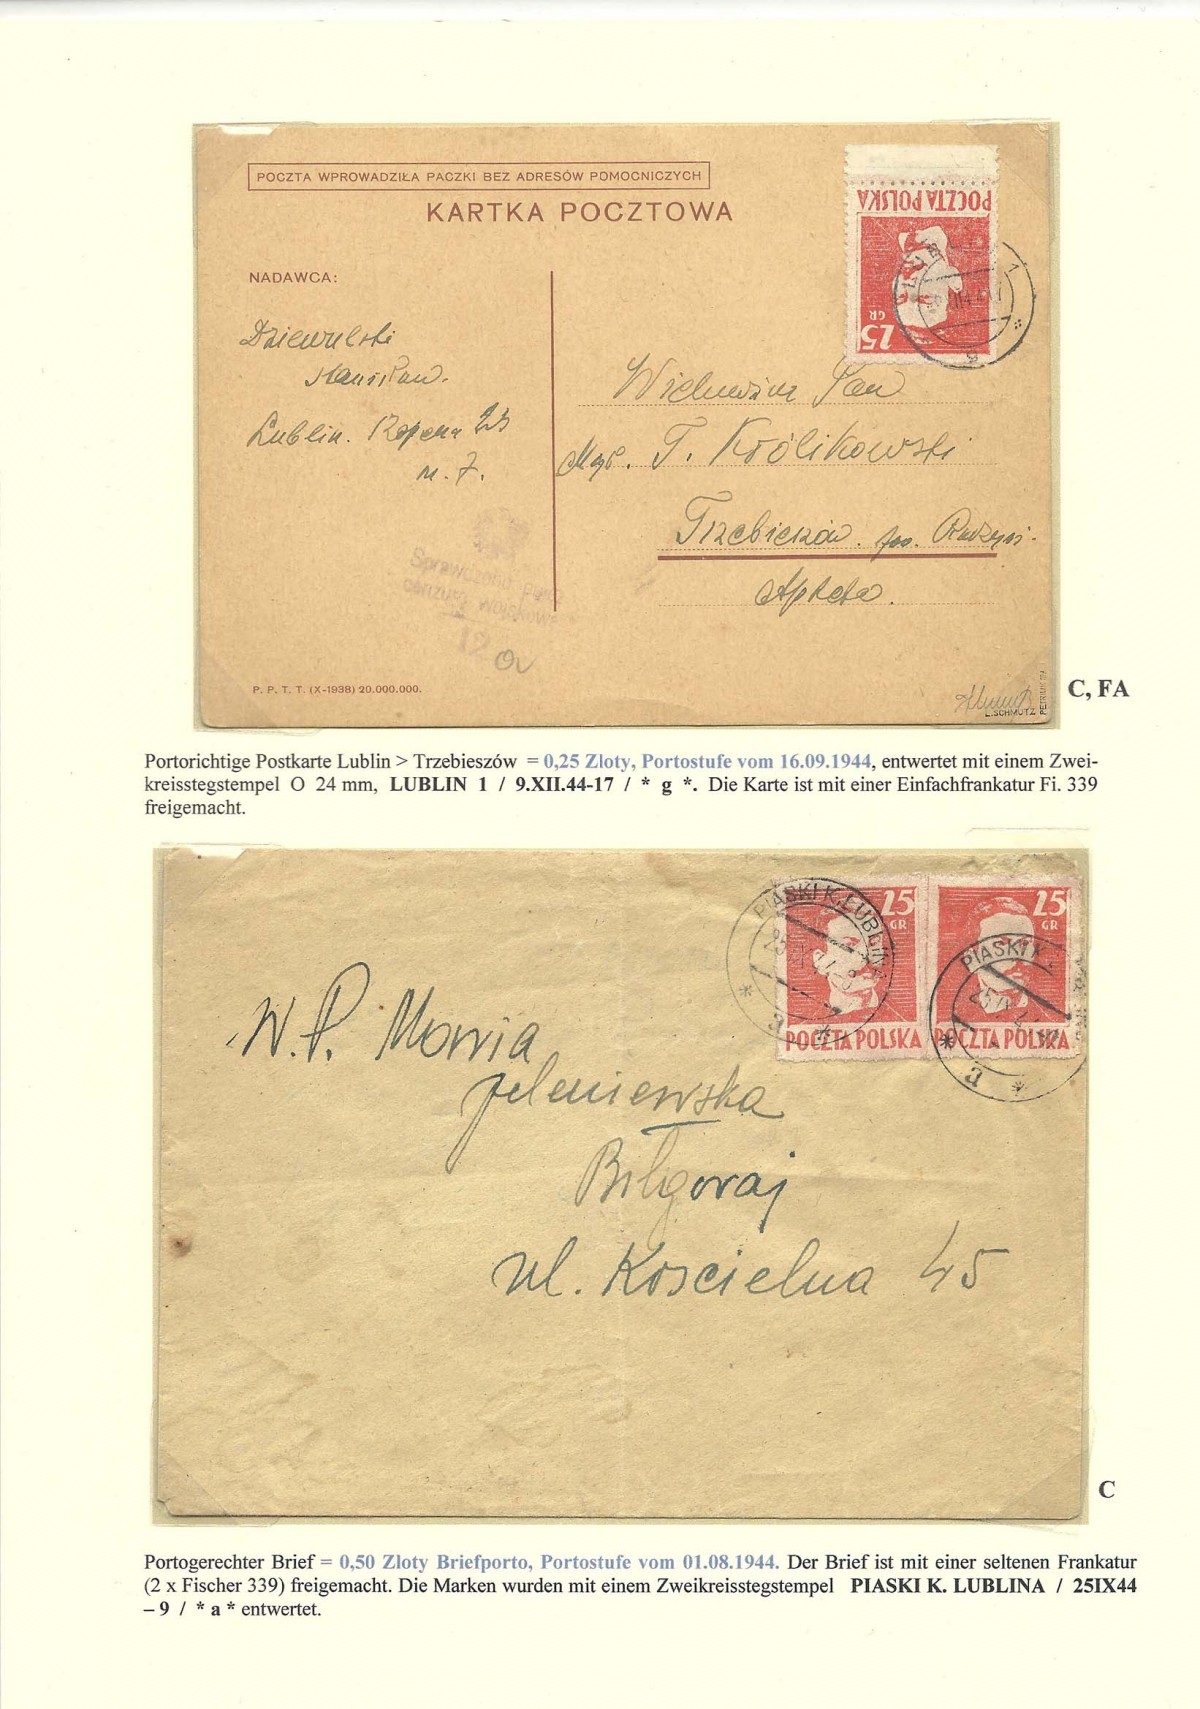 POCZTA WPROWADZIŁA PACZKI BEZ ADRESÓW POMOCNICZYCH
KARTKA POCZTOWA
POCZTA POLSKA
25
GR
1
g
NADAWCA:
Dziewulski
Lublin.
m. 7.
Wielmożny Pan
Mgr. T. Królikowski
Trzebieszów.
Apteka.
Sprawdzono przez
cenzurę wojskową
12
P. P. T. T. (X-1938) 20.000.000.
L. SCHMUTZ
C, FA
Portorichtige Postkarte Lublin > Trzebieszów = 0,25 Zloty, Portostufe vom 16.09.1944, entwertet mit einem Zwei-
kreisstegstempel O 24 mm, LUBLIN 1 / 9.XII.44-17 / * g *. Die Karte ist mit einer Einfachfrankatur Fi. 339
freigemacht.
25
GR
POCZTA POLSKA
25
GR
POCZTA POLSKA
PIASKI K. LUBLINA
a
PIASKI K.
a
W. P. Maria
Jeleniewska
Biłgoraj
ul. Kościelna 45
C
Portogerechter Brief = 0,50 Zloty Briefporto, Portostufe vom 01.08.1944. Der Brief ist mit einer seltenen Frankatur
(2 x Fischer 339) freigemacht. Die Marken wurden mit einem Zweikreisstegstempel PIASKI K. LUBLINA / 25IX44
– 9 / * a * entwertet.